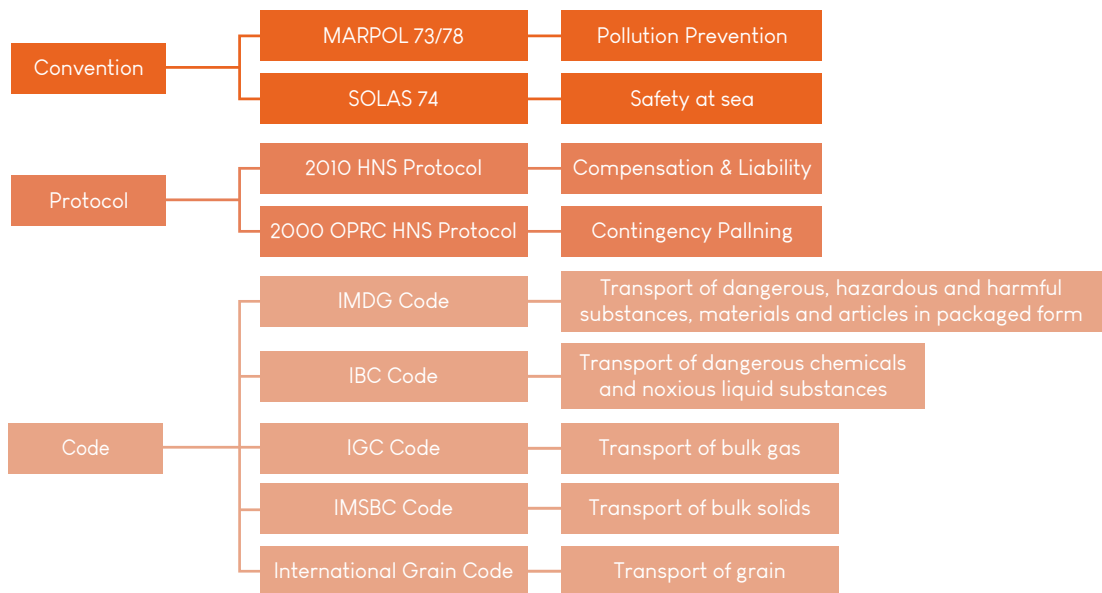 Convention
MARPOL 73/78
Pollution Prevention
SOLAS 74
Safety at sea
Protocol
2010 HNS Protocol
Compensation & Liability
2000 OPRC HNS Protocol
Contingency Pallning
Code
IMDG Code
Transport of dangerous, hazardous and harmful
substances, materials and articles in packaged form
IBC Code
Transport of dangerous chemicals
and noxious liquid substances
IGC Code
Transport of bulk gas
IMSBC Code
Transport of bulk solids
International Grain Code
Transport of grain